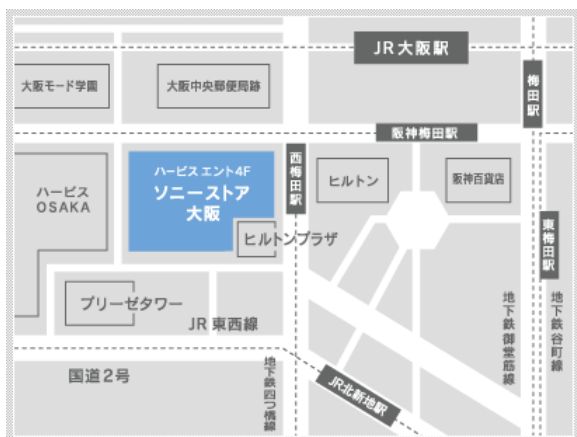 JR大阪駅
大阪モード学園
大阪中央郵便局跡
梅田駅
阪神梅田駅
ハービス
OSAKA
ハービス エント4F
ソニーストア
大阪
西梅田駅
ヒルトン
阪神百貨店
ヒルトンプラザ
東梅田駅
ブリーゼタワー
JR 東西線
地下鉄御堂筋線
地下鉄谷町線
国道2号
地下鉄四つ橋線
JR北新地駅